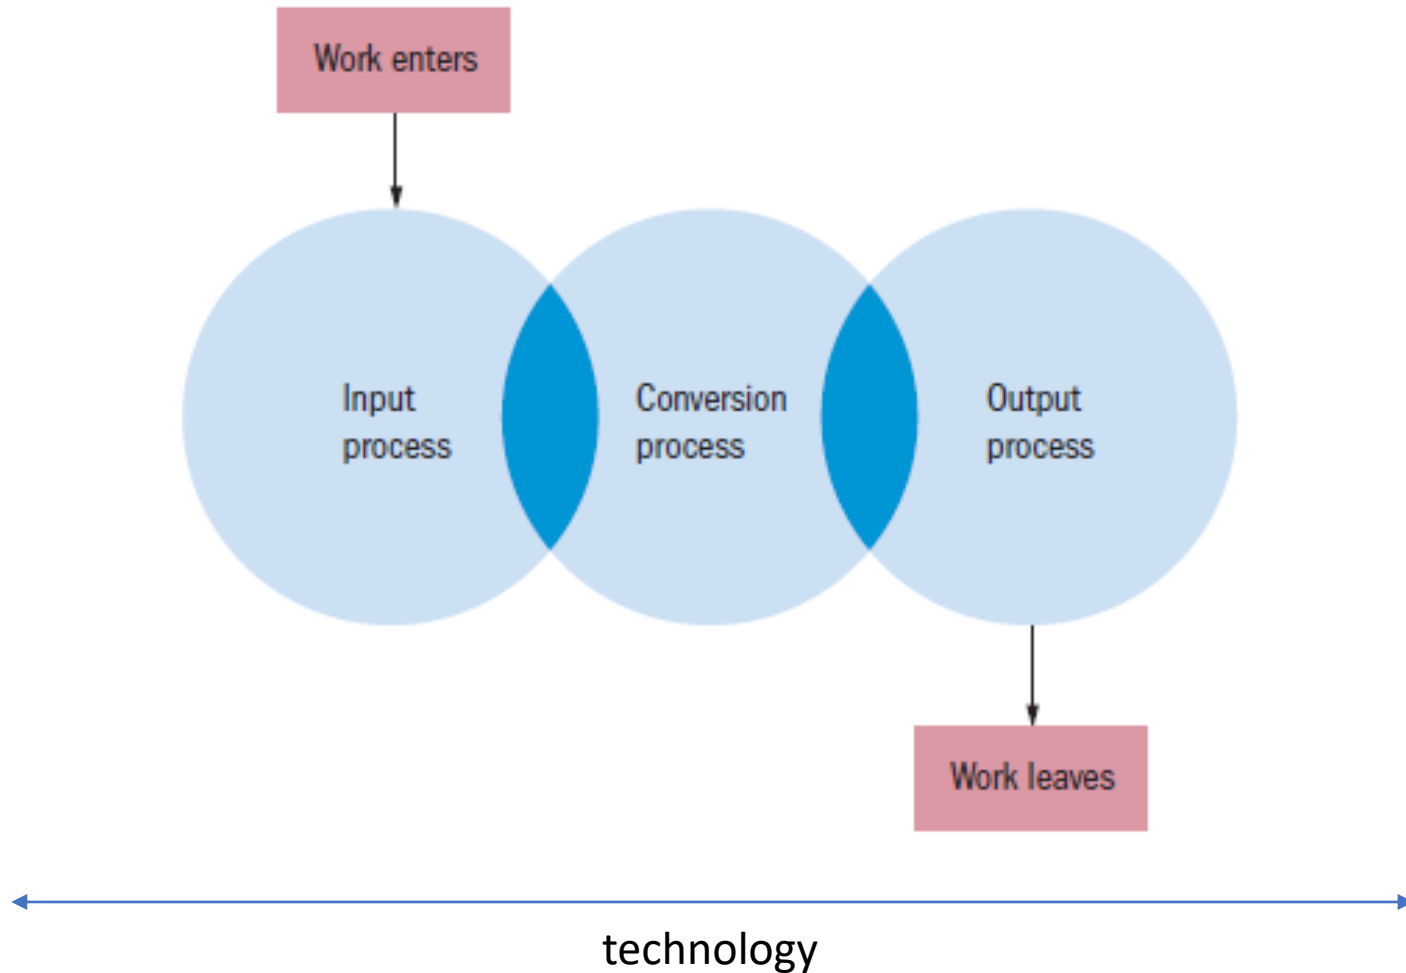 Work enters
Input
process
Conversion
process
Output
process
Work leaves
technology